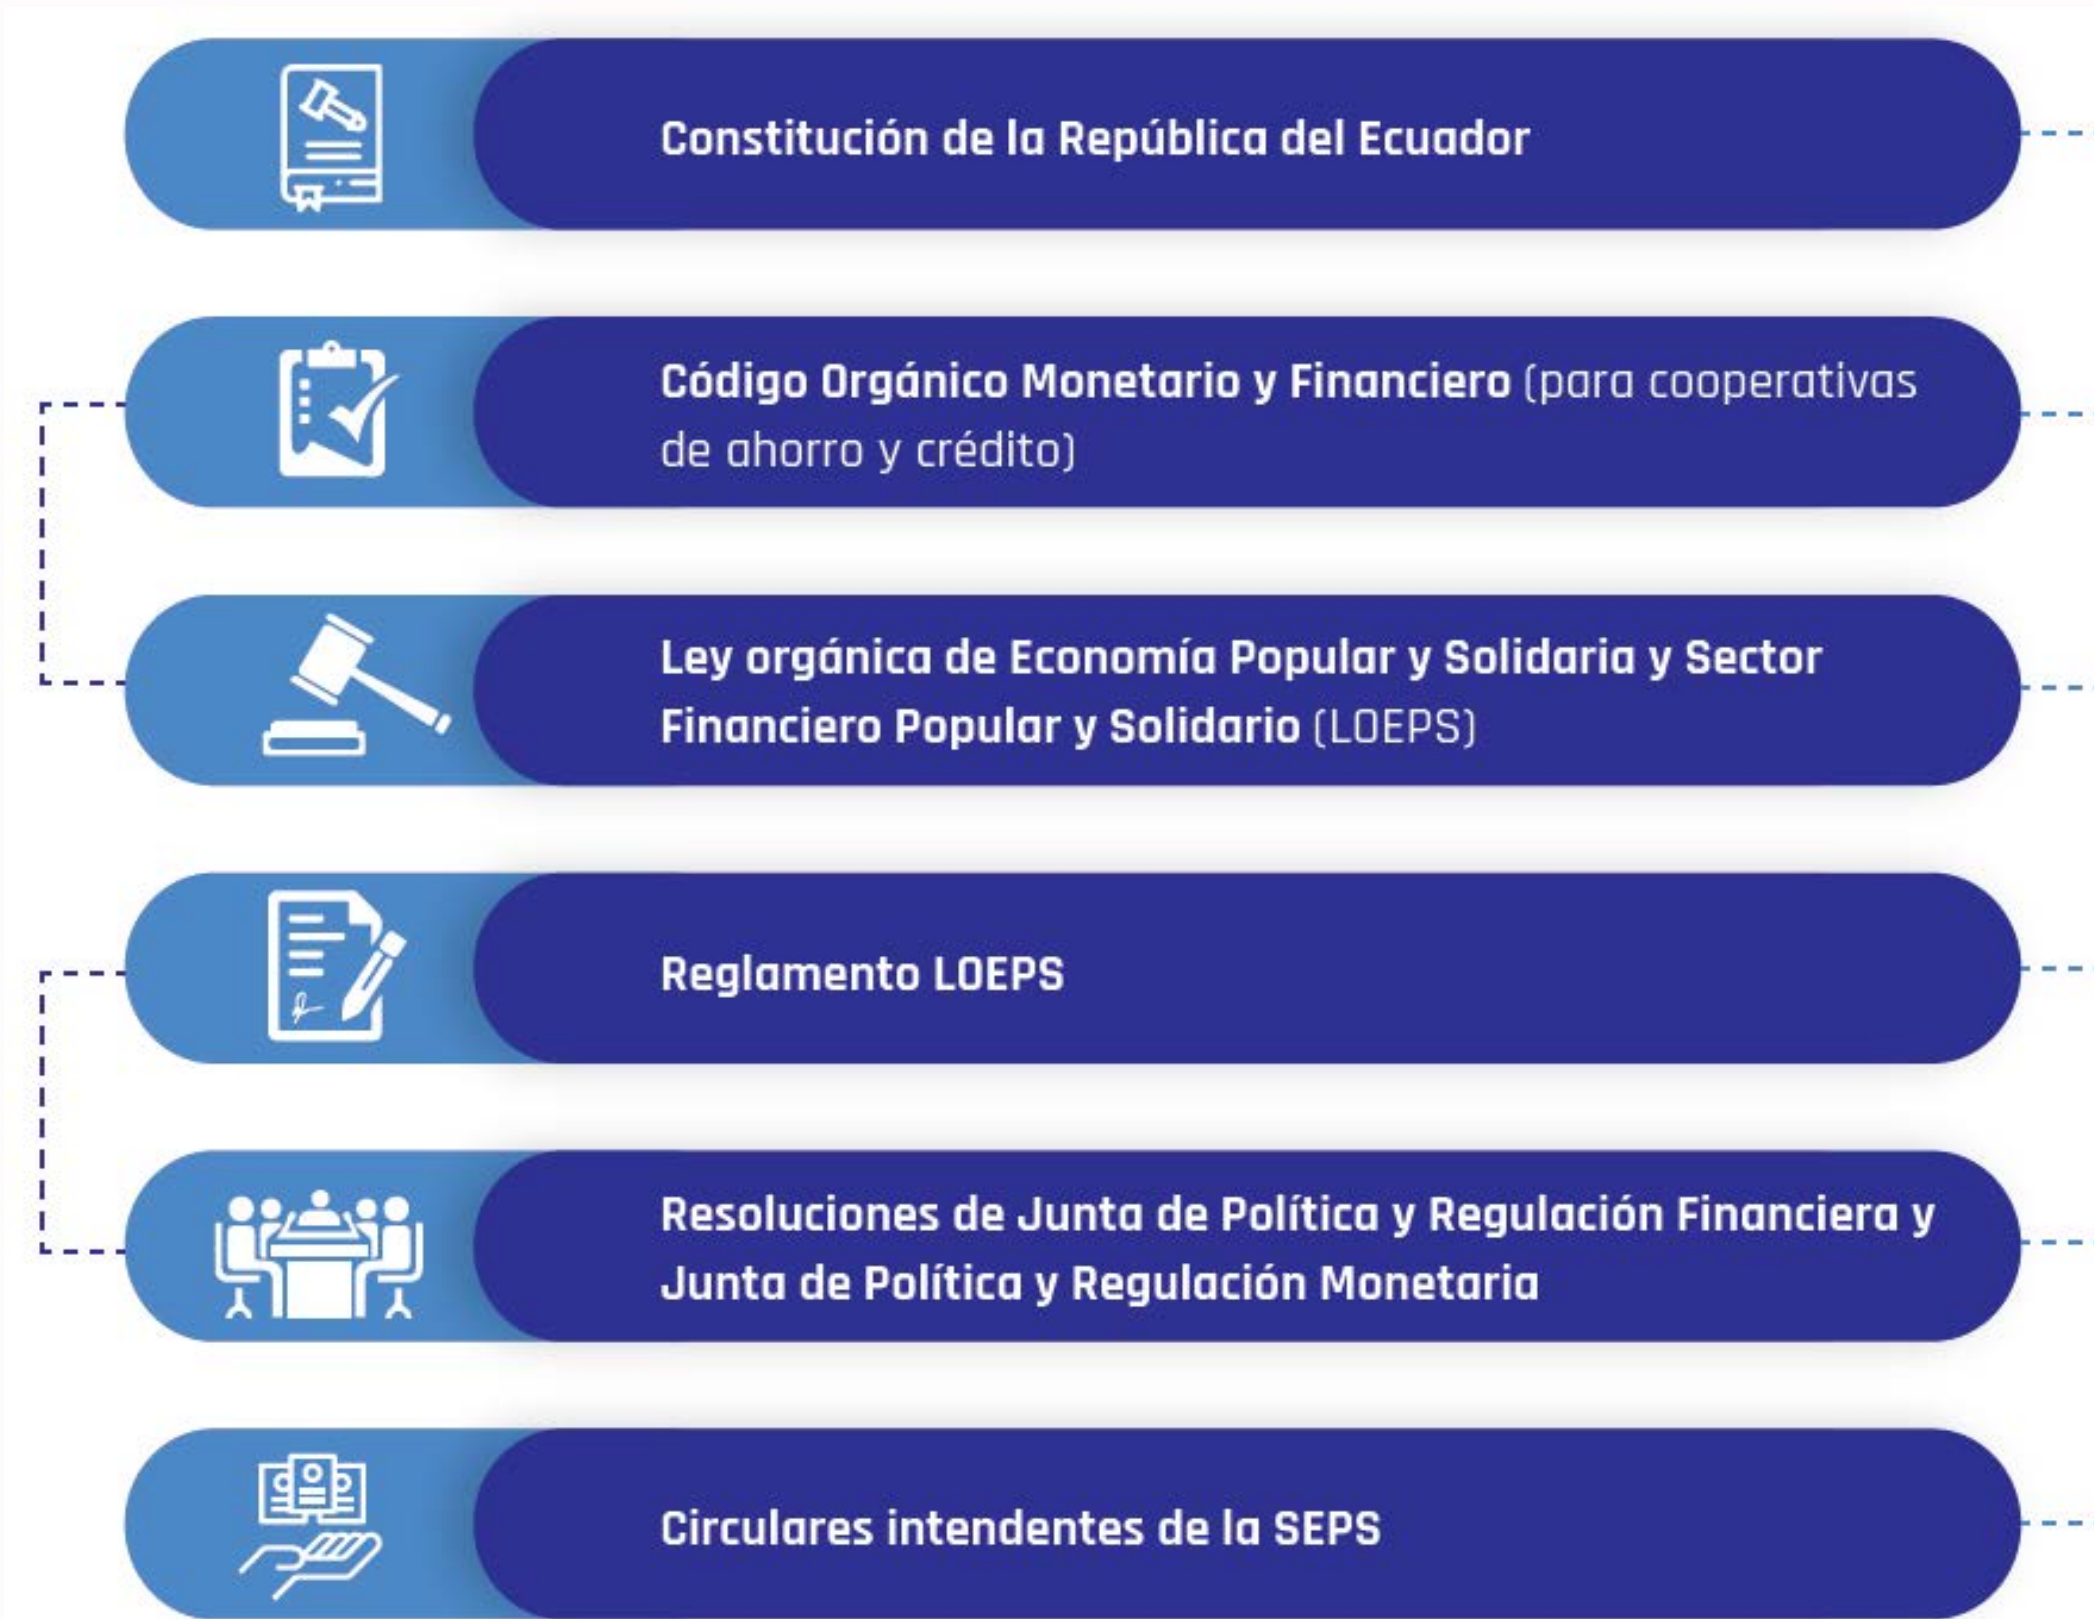 Constitución de la República del Ecuador
Código Orgánico Monetario y Financiero (para cooperativas
de ahorro y crédito)
Ley orgánica de Economía Popular y Solidaria y Sector
Financiero Popular y Solidario (LOEPS)
Reglamento LOEPS
Resoluciones de Junta de Política y Regulación Financiera y
Junta de Política y Regulación Monetaria
Circulares intendentes de la SEPS